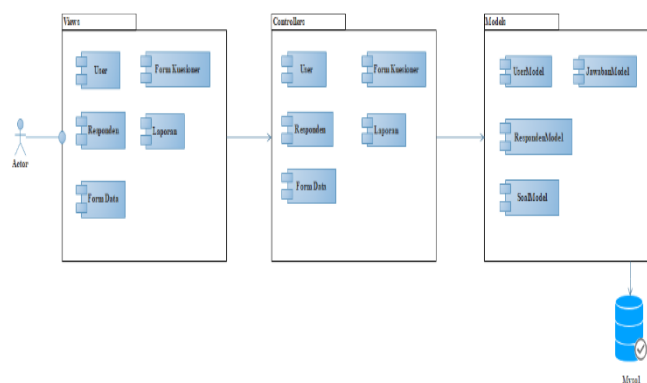 Views
User
Form Kuesioner
Responden
Laporan
Form Data
Actor
Controllers
User
Form Kuesioner
Responden
Laporan
Form Data
Models
UserModel
JawabanModel
RespondenModel
SoalModel
Mysql